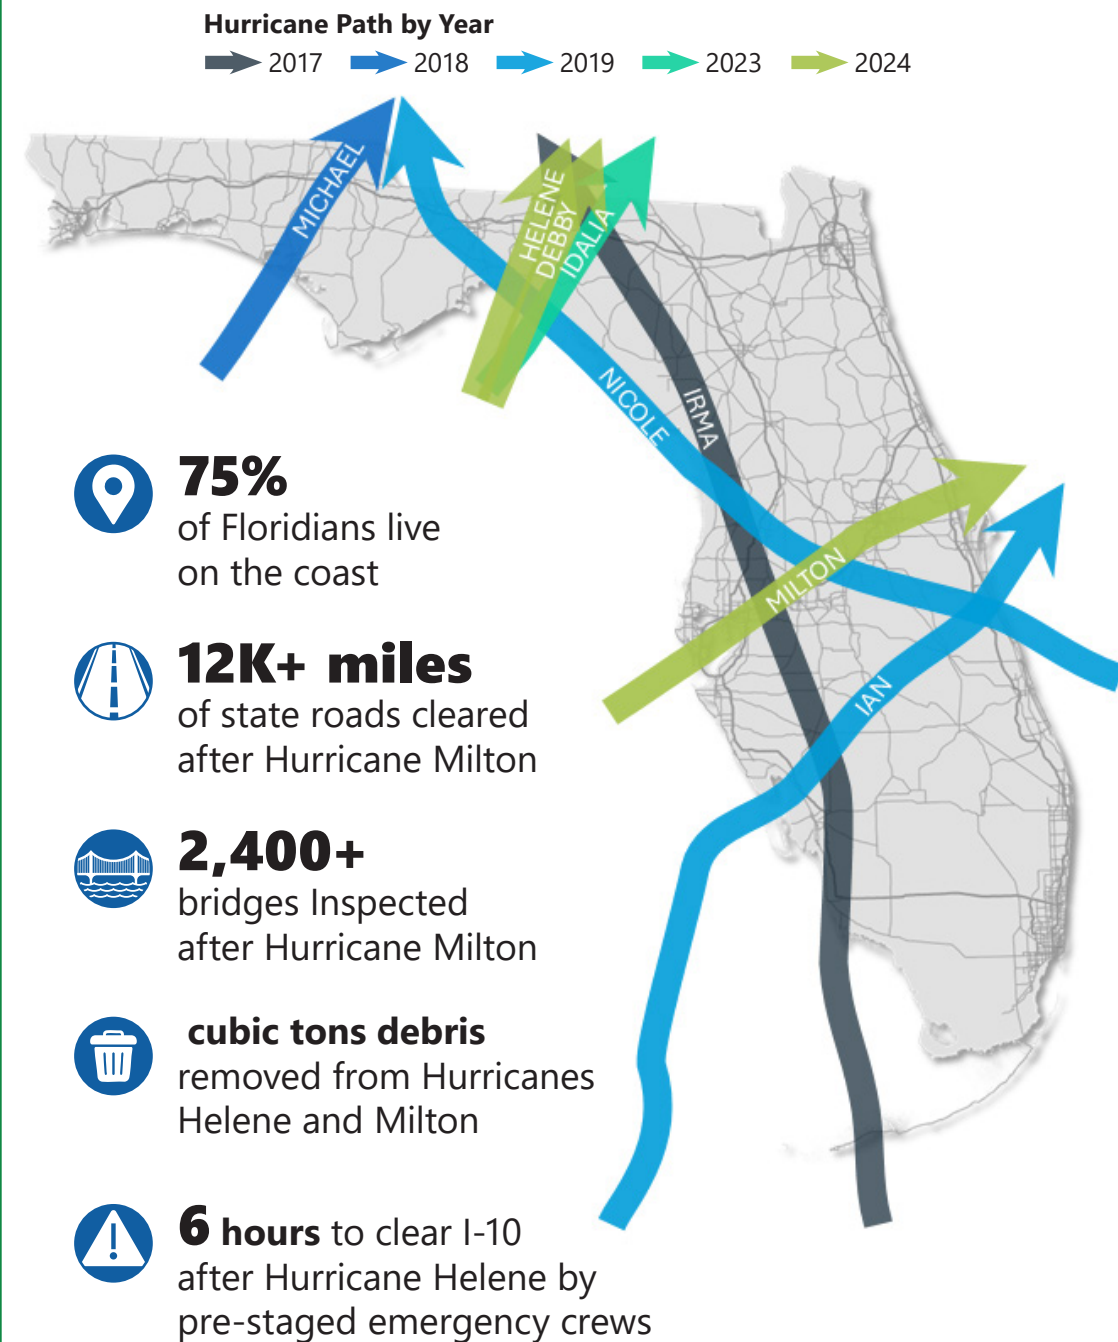 Hurricane Path by Year
2017 2018 2019 2023 2024
MICHAEL
HELENE
DEBBY
IDALIA
NICOLE
IRMA
MILTON
IAN
75%
of Floridians live
on the coast
12K+ miles
of state roads cleared
after Hurricane Milton
2,400+
bridges Inspected
after Hurricane Milton
cubic tons debris
removed from Hurricanes
Helene and Milton
6 hours to clear I-10
after Hurricane Helene by
pre-staged emergency crews